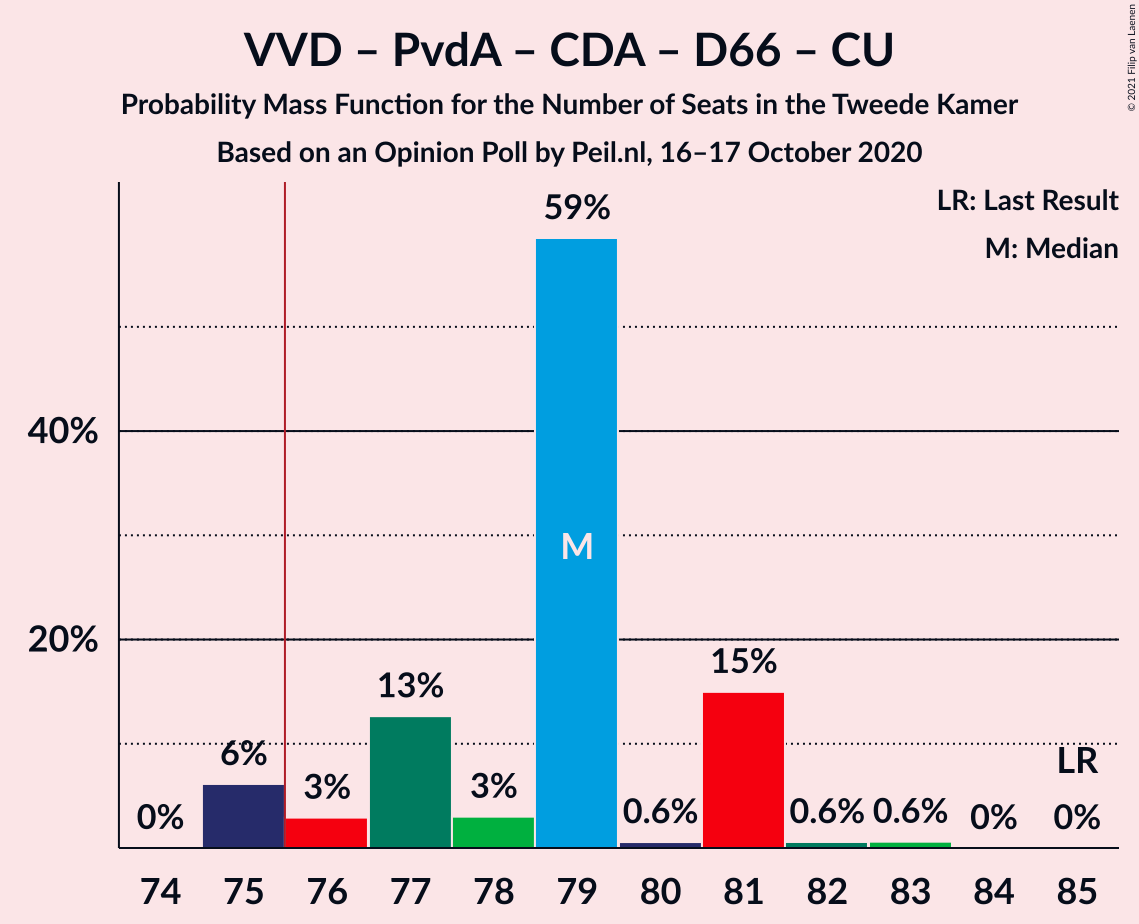 VVD – PvdA – CDA – D66 – CU
Probability Mass Function for the Number of Seats in the Tweede Kamer
Based on an Opinion Poll by Peil.nl, 16–17 October 2020
© 2021 Filip van Laenen
LR: Last Result
M: Median
59%
40%
M
20%
15%
13%
6%
3%
3%
LR
0%
0.6%
0.6%
0.6%
0%
0%
74 75 76 77 78 79 80 81 82 83 84 85